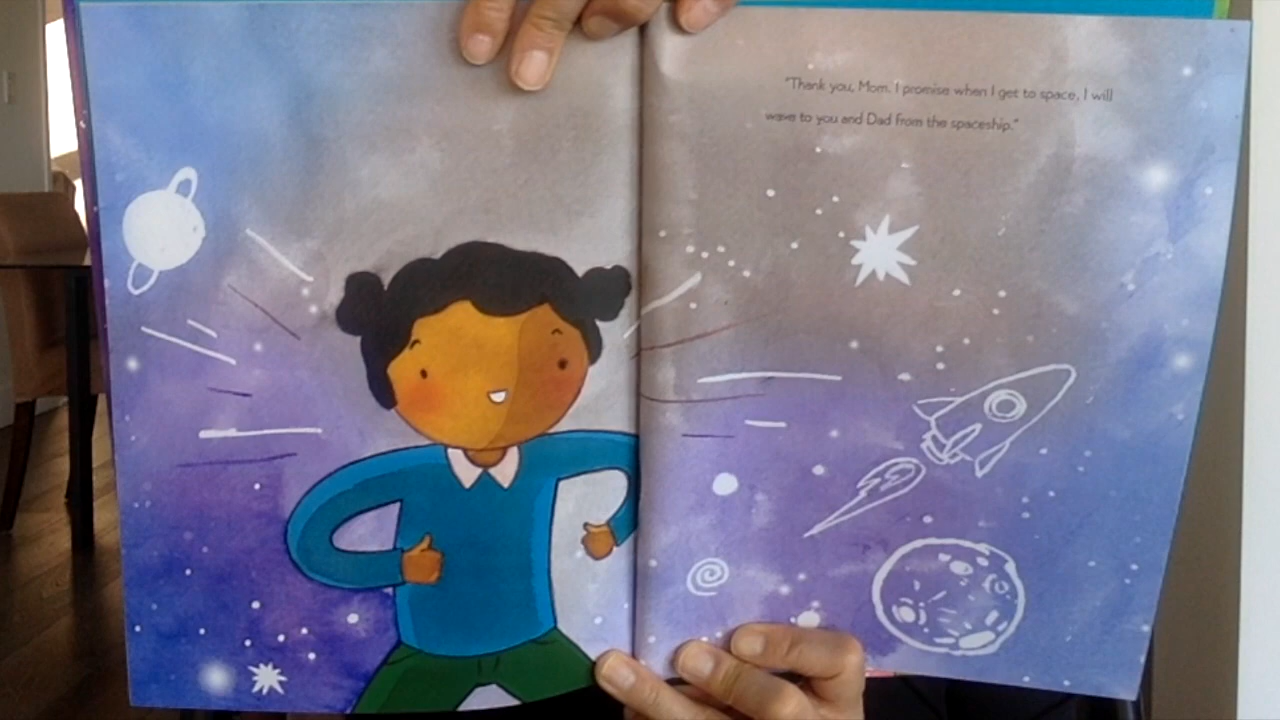 "Thank you, Mom. I promise when I get to space, I will
wave to you and Dad from the spaceship."